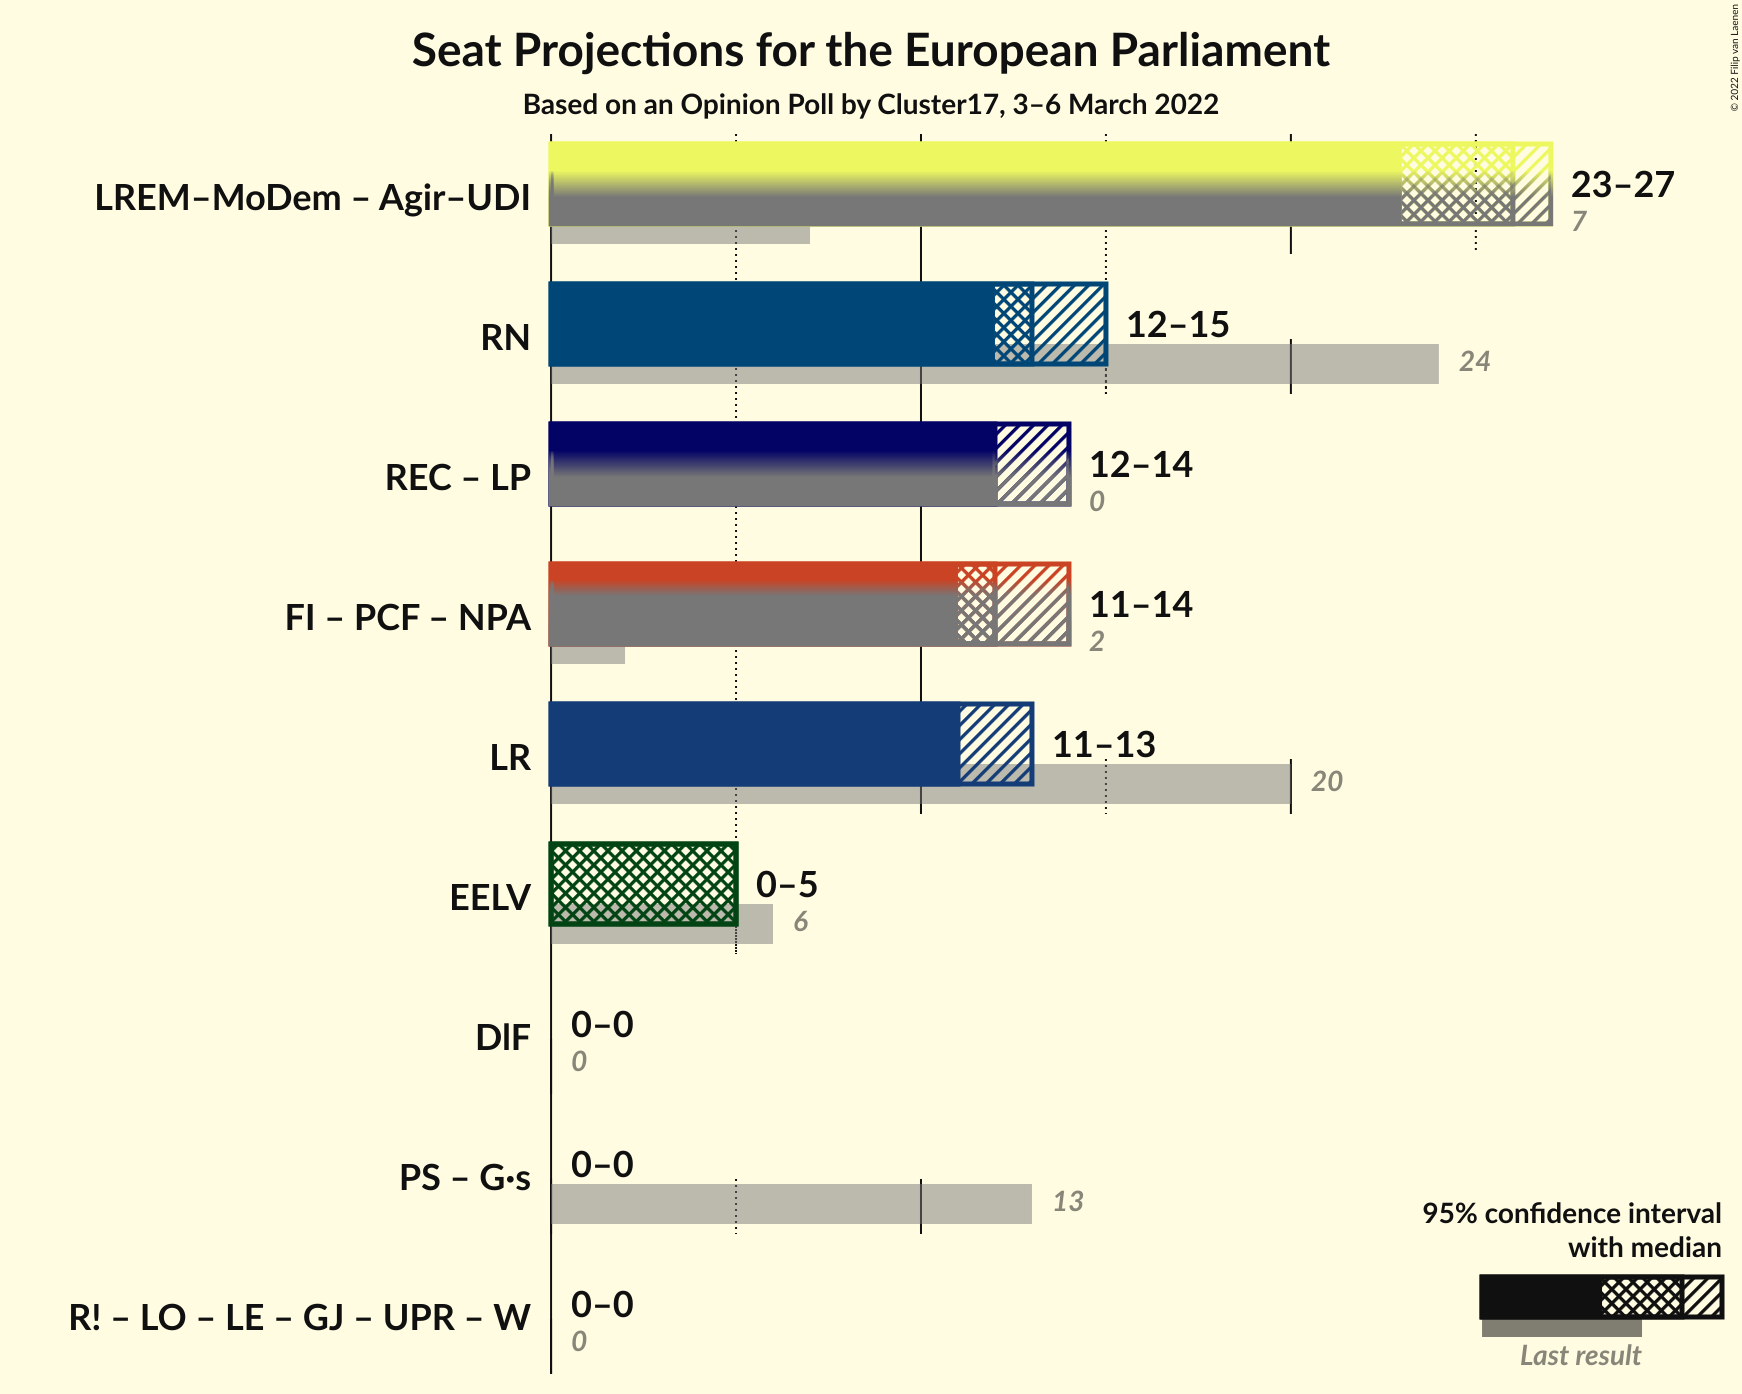 Seat Projections for the European Parliament
Based on an Opinion Poll by Cluster17, 3–6 March 2022
© 2022 Filip van Laenen
LREM–MoDem – Agir–UDI
23–27
7
RN
12–15
24
REC – LP
12–14
0
FI – PCF – NPA
11–14
2
LR
11–13
20
EELV
0–5
6
DlF
0–0
0
PS – G·s
0–0
13
R! – LO – LE – GJ – UPR – W
0–0
0
95% confidence interval
with median
Last result